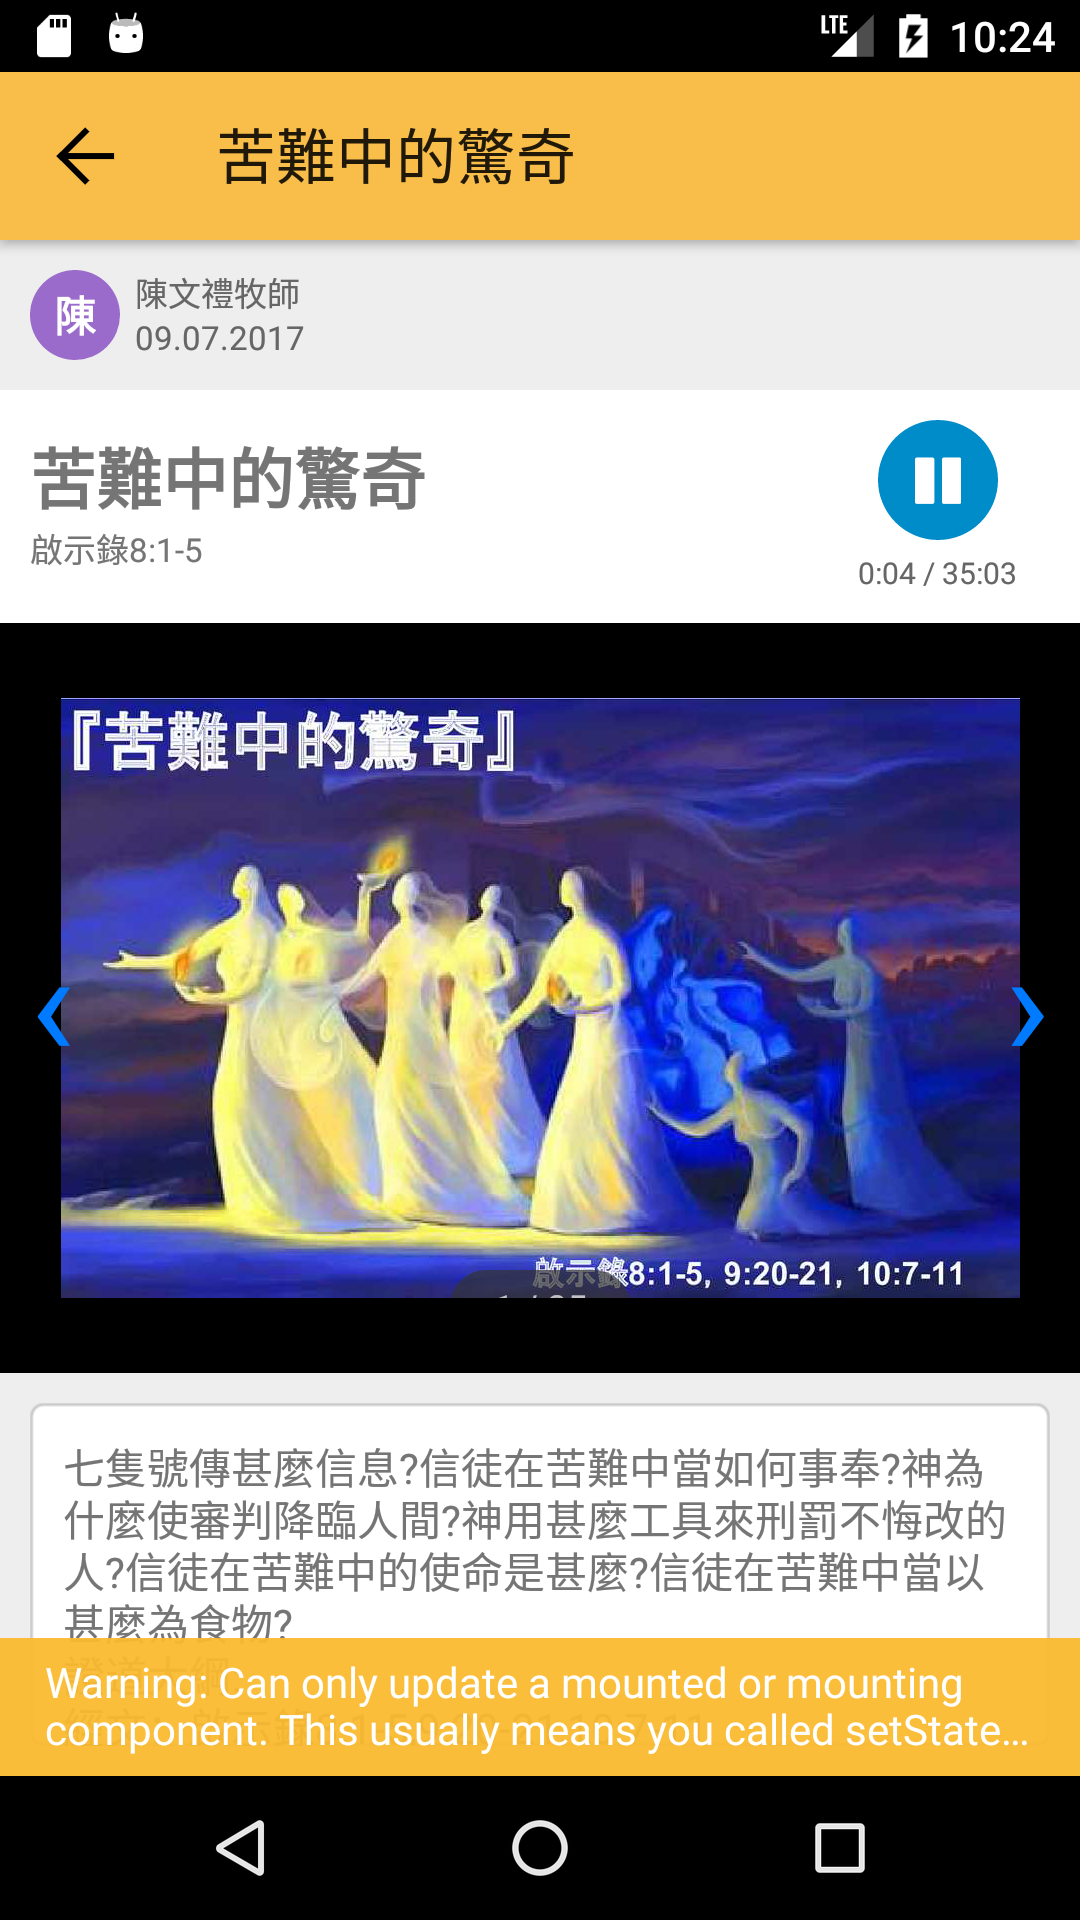 LTE 10:24
苦難中的驚奇
陳
陳文禮牧師
09.07.2017
苦難中的驚奇
啟示錄8:1-5
0:04 / 35:03
『苦難中的驚奇』
啟示錄8:1-5, 9:20-21, 10:7-11
七隻號傳甚麼信息?信徒在苦難中當如何事奉?神為
什麼使審判降臨人間?神用甚麼工具來刑罰不悔改的
人?信徒在苦難中的使命是甚麼?信徒在苦難中當以
甚麼為食物?
Warning: Can only update a mounted or mounting
component. This usually means you called setState...